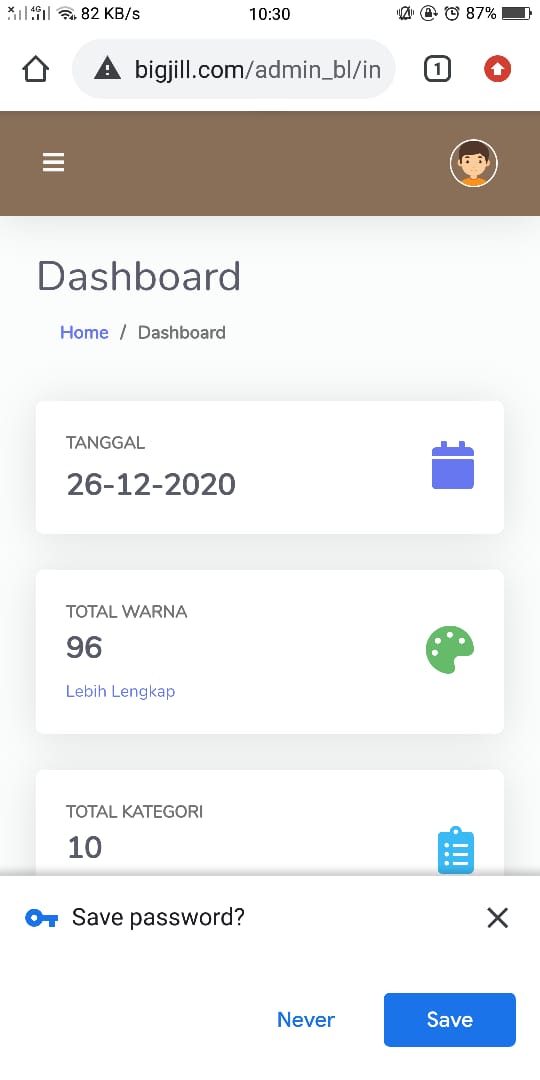 4G 82 KB/s 10:30 87%
bigjill.com/admin_bl/in 1
Dashboard
Home / Dashboard
TANGGAL
26-12-2020
TOTAL WARNA
96
Lebih Lengkap
TOTAL KATEGORI
10
Save password?
Never Save